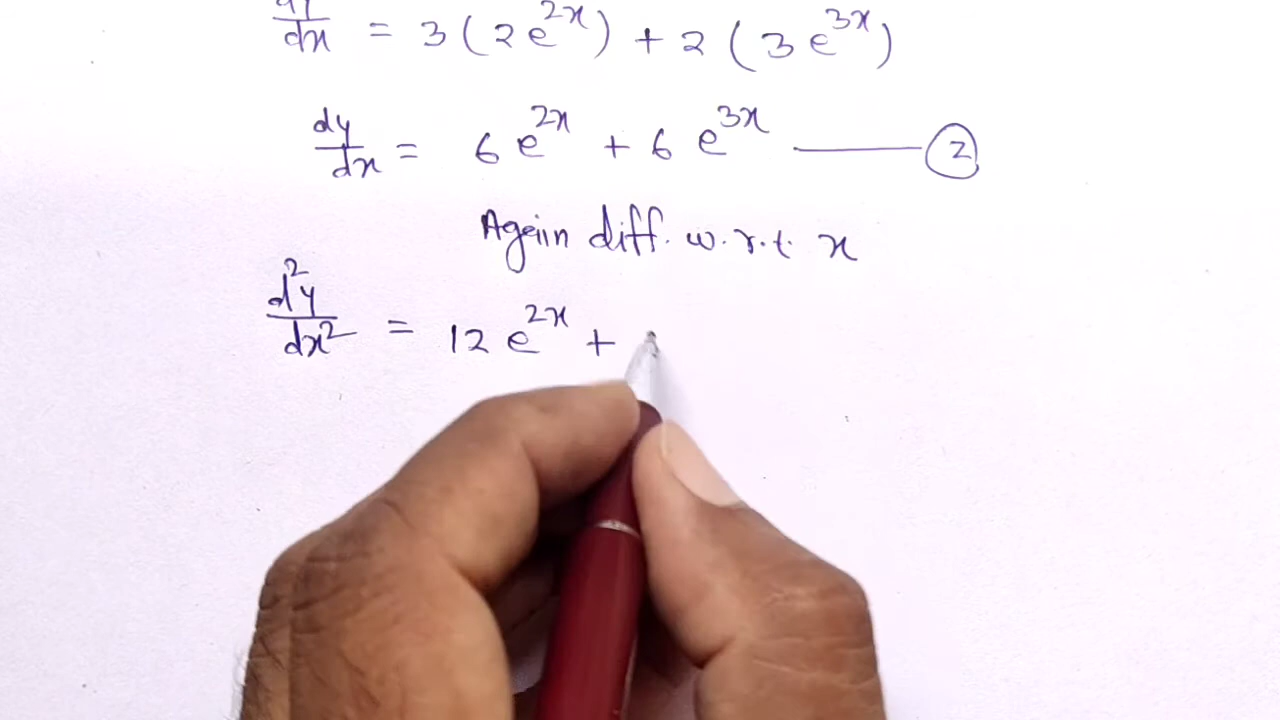 dy/dx = 3 ( 2 e^{2x} ) + 2 ( 3 e^{3x} )
dy/dx = 6 e^{2x} + 6 e^{3x} —— ②
Ageiin diff. w.r.t. x
d²y/dx² = 12 e^{2x} +